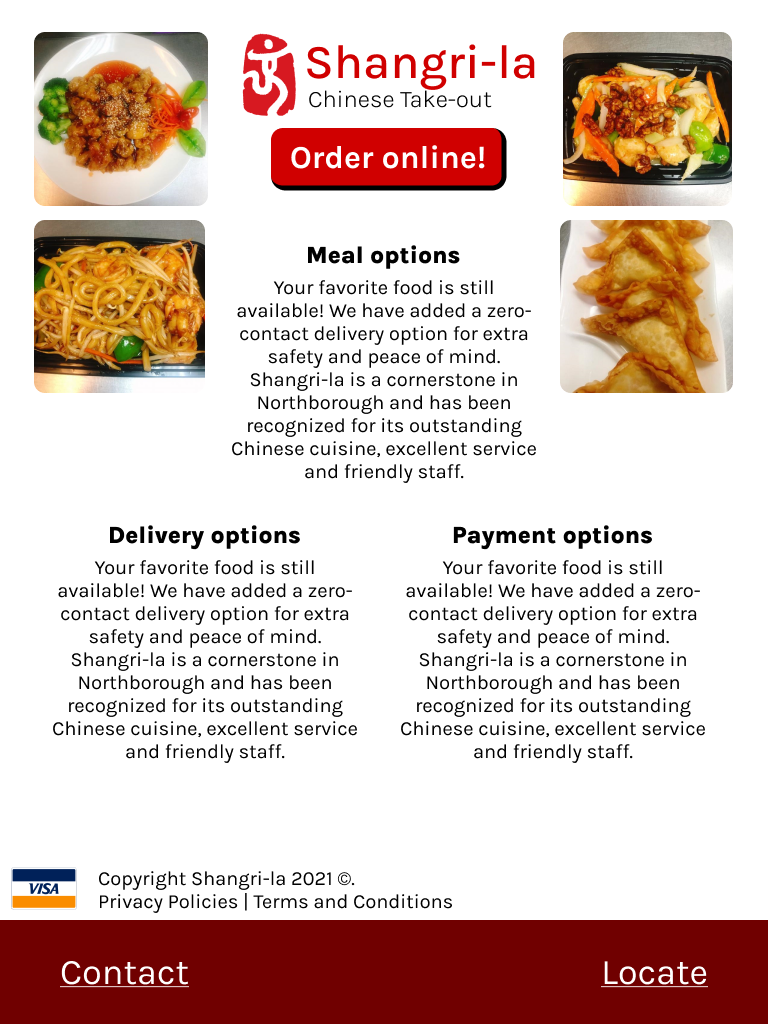 Shangri-la
Chinese Take-out
Order online!
Meal options
Your favorite food is still
available! We have added a zero-
contact delivery option for extra
safety and peace of mind.
Shangri-la is a cornerstone in
Northborough and has been
recognized for its outstanding
Chinese cuisine, excellent service
and friendly staff.
Delivery options
Your favorite food is still
available! We have added a zero-
contact delivery option for extra
safety and peace of mind.
Shangri-la is a cornerstone in
Northborough and has been
recognized for its outstanding
Chinese cuisine, excellent service
and friendly staff.
Payment options
Your favorite food is still
available! We have added a zero-
contact delivery option for extra
safety and peace of mind.
Shangri-la is a cornerstone in
Northborough and has been
recognized for its outstanding
Chinese cuisine, excellent service
and friendly staff.
VISA
Copyright Shangri-la 2021 ©.
Privacy Policies | Terms and Conditions
Contact
Locate